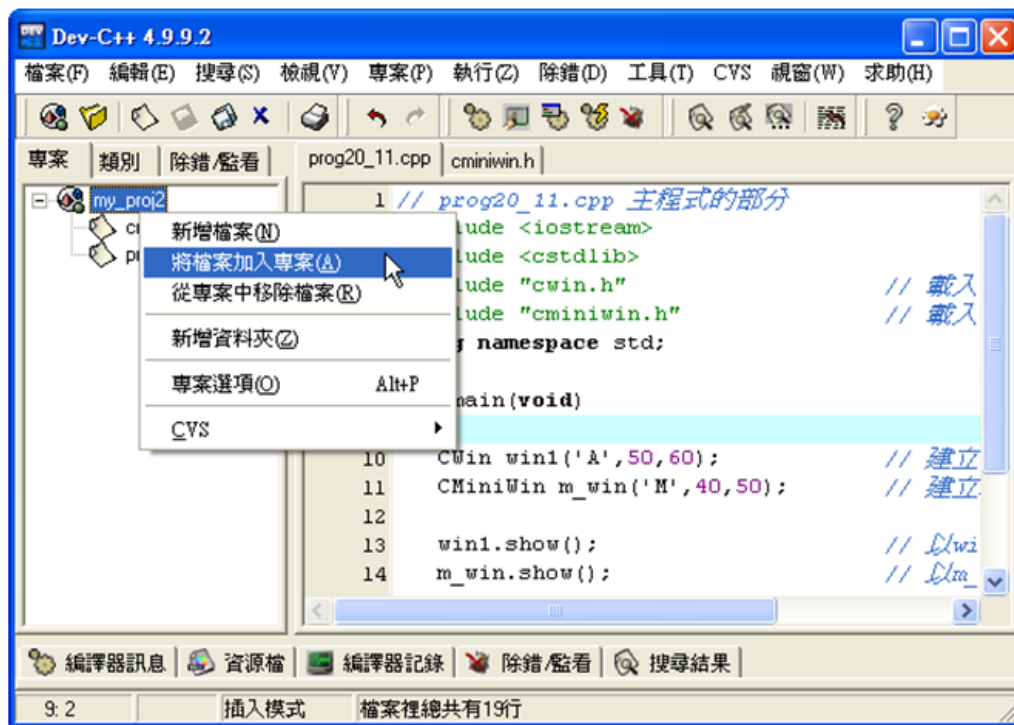 Dev-C++ 4.9.9.2
檔案(F) 編輯(E) 搜尋(S) 檢視(V) 專案(P) 執行(Z) 除錯(D) 工具(T) CVS 視窗(W) 求助(H)
專案 類別 除錯/監看 prog20_11.cpp cminiwin.h
my_proj2
新增檔案(N)
將檔案加入專案(A)
從專案中移除檔案(R)
新增資料夾(Z)
專案選項(O) Alt+P
CVS
1 // prog20_11.cpp 主程式的部分
lude <iostream>
lude <cstdlib>
lude "cwin.h" // 載入
lude "cminiwin.h" // 載入
g namespace std;
main(void)
10 CWin win1('A',50,60); // 建立
11 CMiniWin m_win('M',40,50); // 建立
12
13 win1.show(); // 以wi
14 m_win.show(); // 以m_
編譯器訊息 資源檔 編譯器記錄 除錯/監看 搜尋結果
9: 2 插入模式 檔案裡總共有19行